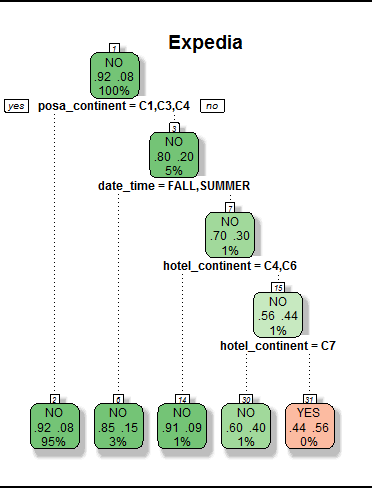 Expedia
1
NO
.92 .08
100%
yes posa_continent = C1,C3,C4 no
3
NO
.80 .20
5%
date_time = FALL,SUMMER
7
NO
.70 .30
1%
hotel_continent = C4,C6
15
NO
.56 .44
1%
hotel_continent = C7
2 6 14 30 31
NO NO NO NO YES
.92 .08 .85 .15 .91 .09 .60 .40 .44 .56
95% 3% 1% 1% 0%